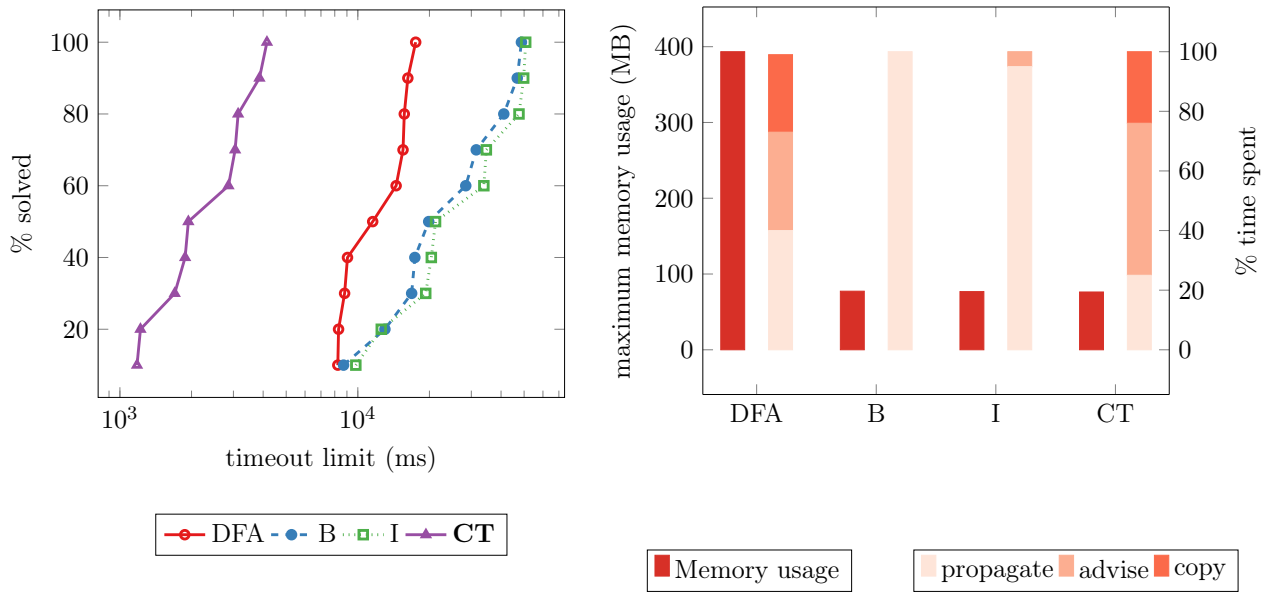 100
80
60
40
20
% solved
10^3
10^4
timeout limit (ms)
DFA B I CT
400
300
200
100
0
maximum memory usage (MB)
100
80
60
40
20
0
% time spent
DFA B I CT
Memory usage
propagate advise copy